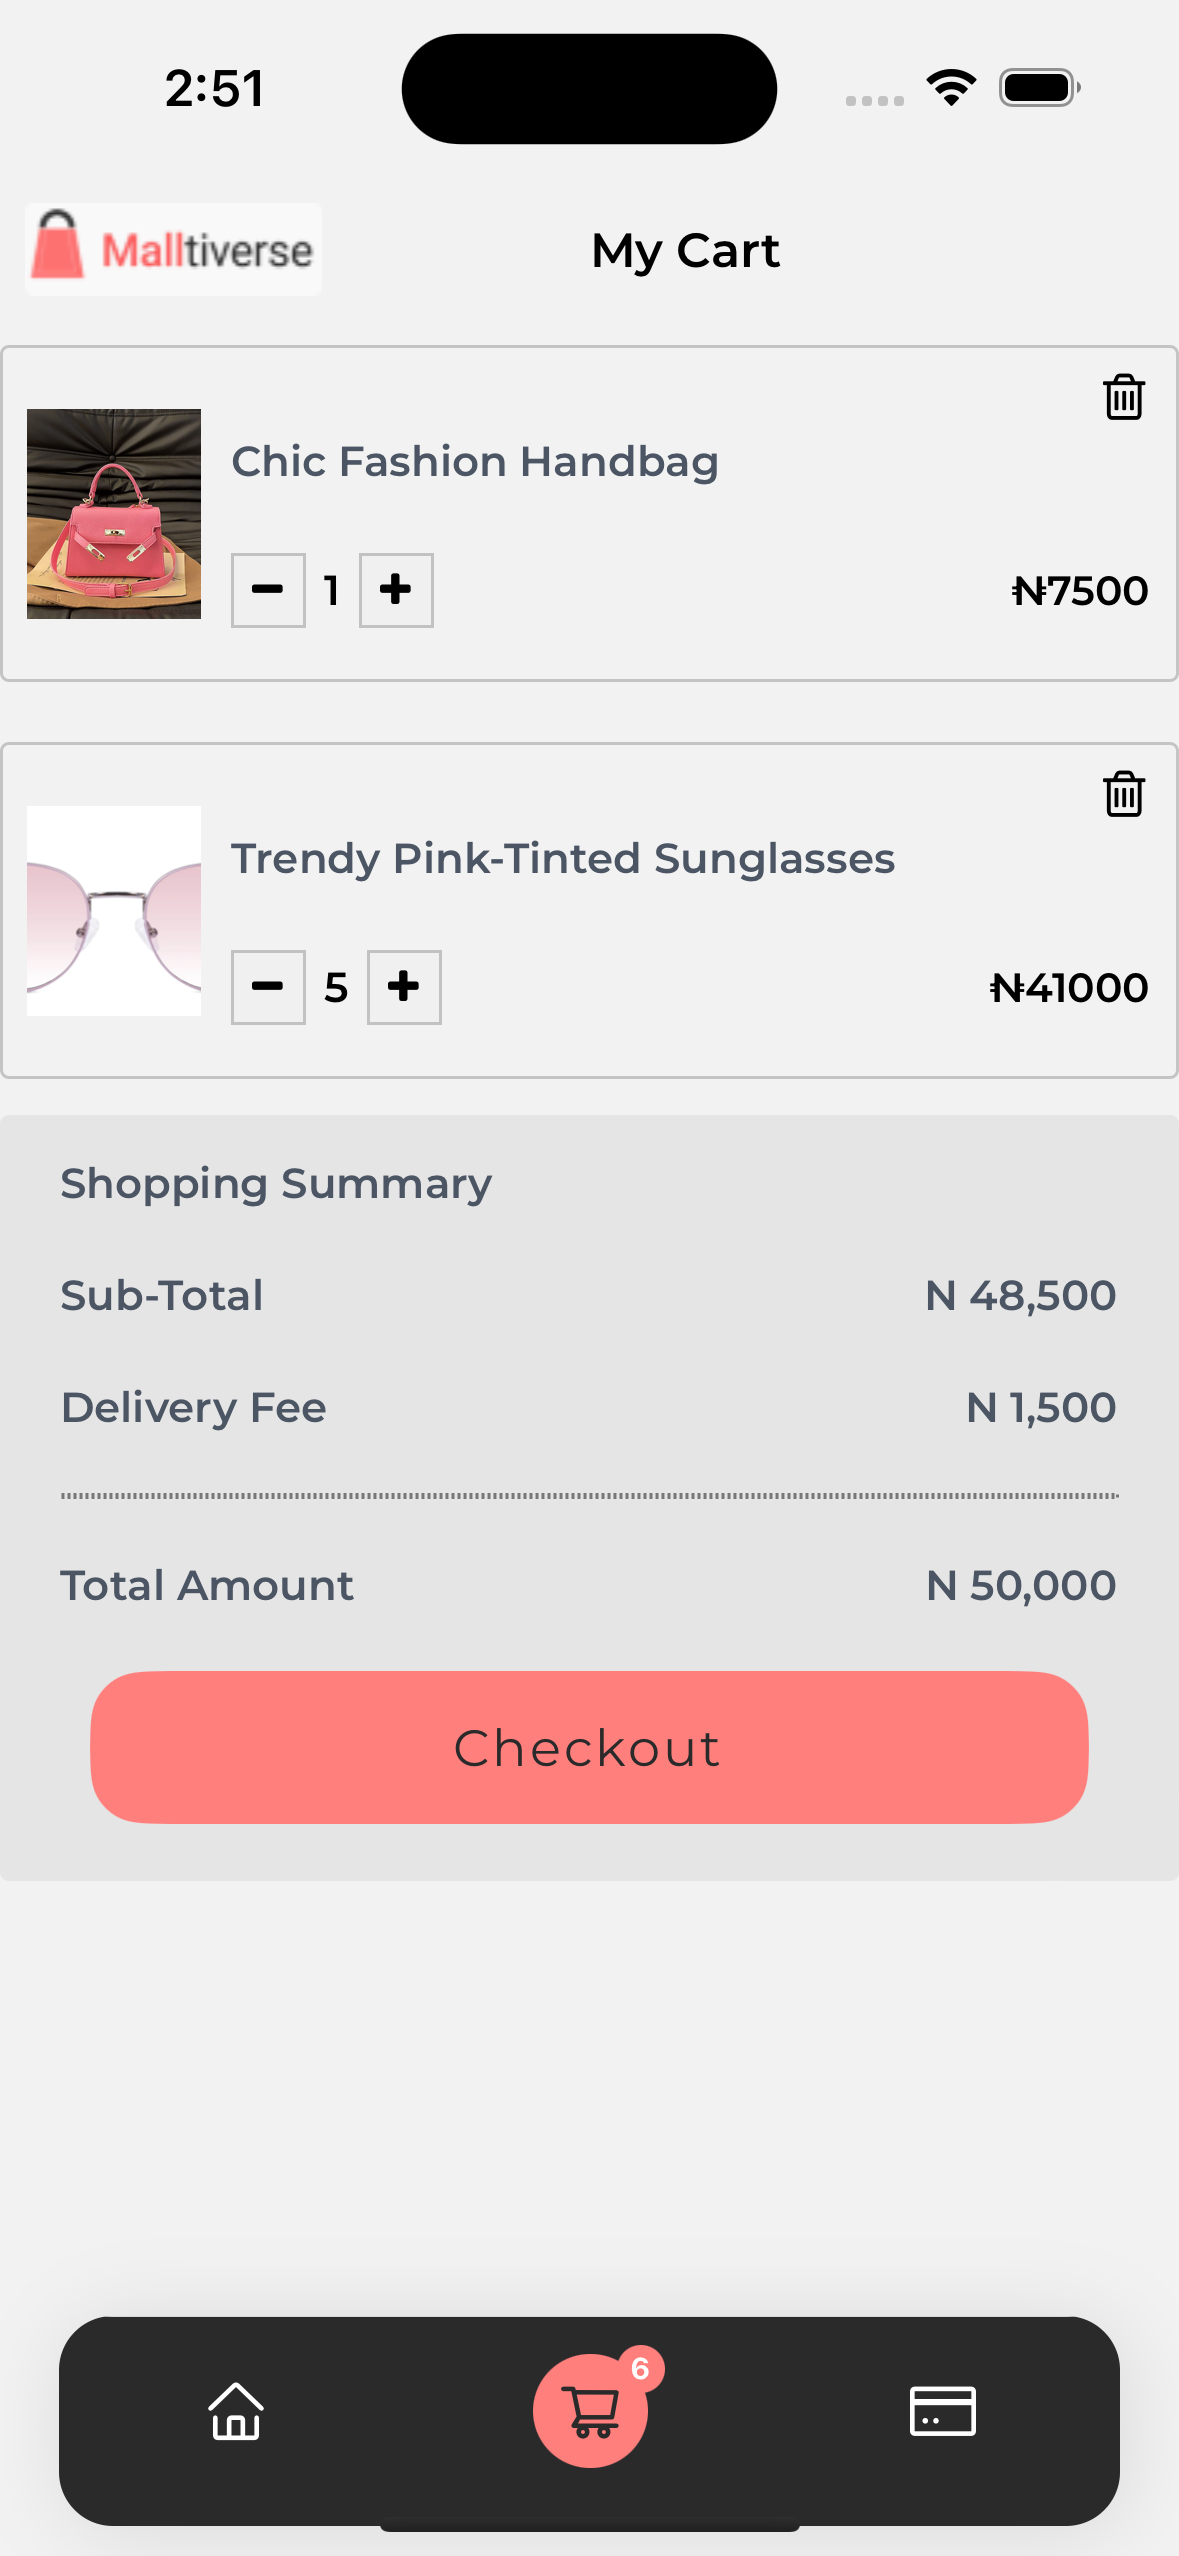 2:51
Malltiverse
My Cart
Chic Fashion Handbag
1
₦7500
Trendy Pink-Tinted Sunglasses
5
₦41000
Shopping Summary
Sub-Total N 48,500
Delivery Fee N 1,500
Total Amount N 50,000
Checkout
6